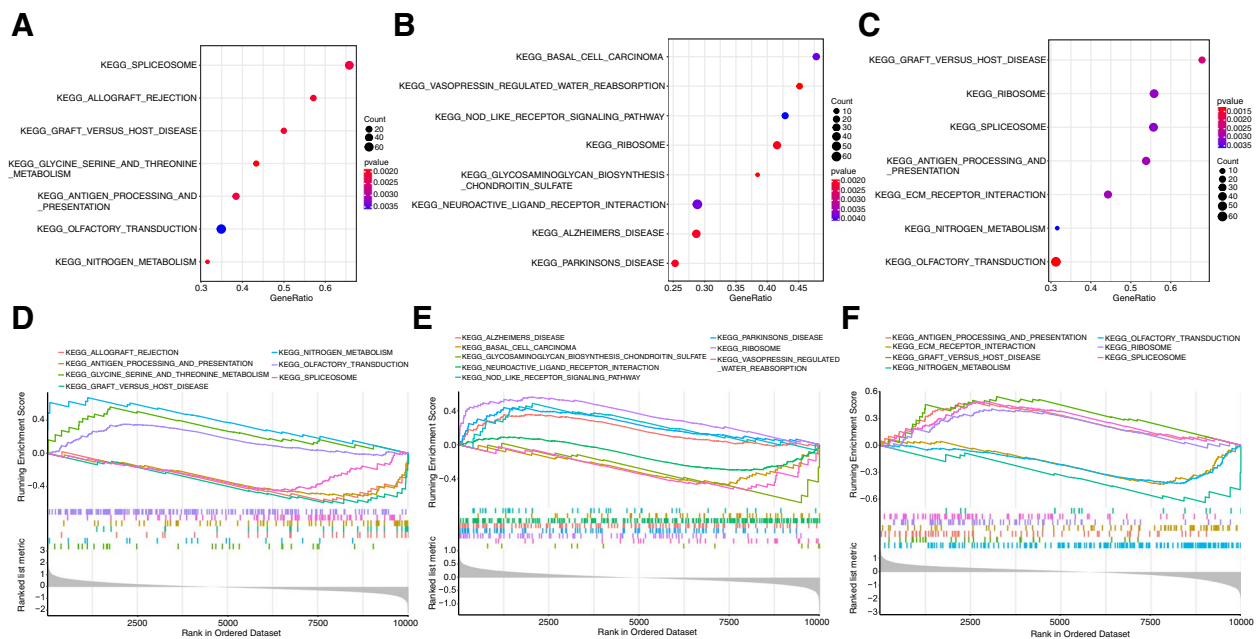 A
KEGG_SPLICEOSOME
KEGG_ALLOGRAFT_REJECTION
KEGG_GRAFT_VERSUS_HOST_DISEASE
KEGG_GLYCINE_SERINE_AND_THREONINE
_METABOLISM
KEGG_ANTIGEN_PROCESSING_AND
_PRESENTATION
KEGG_OLFACTORY_TRANSDUCTION
KEGG_NITROGEN_METABOLISM
0.3 0.4 0.5 0.6
GeneRatio
Count
20
40
60
pvalue
0.0020
0.0025
0.0030
0.0035
B
KEGG_BASAL_CELL_CARCINOMA
KEGG_VASOPRESSIN_REGULATED_WATER_REABSORPTION
KEGG_NOD_LIKE_RECEPTOR_SIGNALING_PATHWAY
KEGG_RIBOSOME
KEGG_GLYCOSAMINOGLYCAN_BIOSYNTHESIS
_CHONDROITIN_SULFATE
KEGG_NEUROACTIVE_LIGAND_RECEPTOR_INTERACTION
KEGG_ALZHEIMERS_DISEASE
KEGG_PARKINSONS_DISEASE
0.25 0.30 0.35 0.40 0.45
GeneRatio
Count
10
20
30
40
50
60
pvalue
0.0020
0.0025
0.0030
0.0035
0.0040
C
KEGG_GRAFT_VERSUS_HOST_DISEASE
KEGG_RIBOSOME
KEGG_SPLICEOSOME
KEGG_ANTIGEN_PROCESSING_AND
_PRESENTATION
KEGG_ECM_RECEPTOR_INTERACTION
KEGG_NITROGEN_METABOLISM
KEGG_OLFACTORY_TRANSDUCTION
0.3 0.4 0.5 0.6
GeneRatio
pvalue
0.0015
0.0020
0.0025
0.0030
0.0035
Count
10
20
30
40
50
60
D
KEGG_ALLOGRAFT_REJECTION
KEGG_ANTIGEN_PROCESSING_AND_PRESENTATION
KEGG_GLYCINE_SERINE_AND_THREONINE_METABOLISM
KEGG_GRAFT_VERSUS_HOST_DISEASE
KEGG_NITROGEN_METABOLISM
KEGG_OLFACTORY_TRANSDUCTION
KEGG_SPLICEOSOME
Running Enrichment Score
0.4
0.0
−0.4
Ranked list metric
3
2
1
0
−1
−2
2500 5000 7500 10000
Rank in Ordered Dataset
E
KEGG_ALZHEIMERS_DISEASE
KEGG_BASAL_CELL_CARCINOMA
KEGG_GLYCOSAMINOGLYCAN_BIOSYNTHESIS_CHONDROITIN_SULFATE
KEGG_NEUROACTIVE_LIGAND_RECEPTOR_INTERACTION
KEGG_NOD_LIKE_RECEPTOR_SIGNALING_PATHWAY
KEGG_PARKINSONS_DISEASE
KEGG_RIBOSOME
KEGG_VASOPRESSIN_REGULATED
_WATER_REABSORPTION
Running Enrichment Score
0.4
0.0
−0.4
Ranked list metric
1.0
0.5
0.0
−0.5
−1.0
2500 5000 7500 10000
Rank in Ordered Dataset
F
KEGG_ANTIGEN_PROCESSING_AND_PRESENTATION
KEGG_ECM_RECEPTOR_INTERACTION
KEGG_GRAFT_VERSUS_HOST_DISEASE
KEGG_NITROGEN_METABOLISM
KEGG_OLFACTORY_TRANSDUCTION
KEGG_RIBOSOME
KEGG_SPLICEOSOME
Running Enrichment Score
0.6
0.3
0.0
−0.3
−0.6
Ranked list metric
1
0
−1
−2
−3
2500 5000 7500 10000
Rank in Ordered Dataset